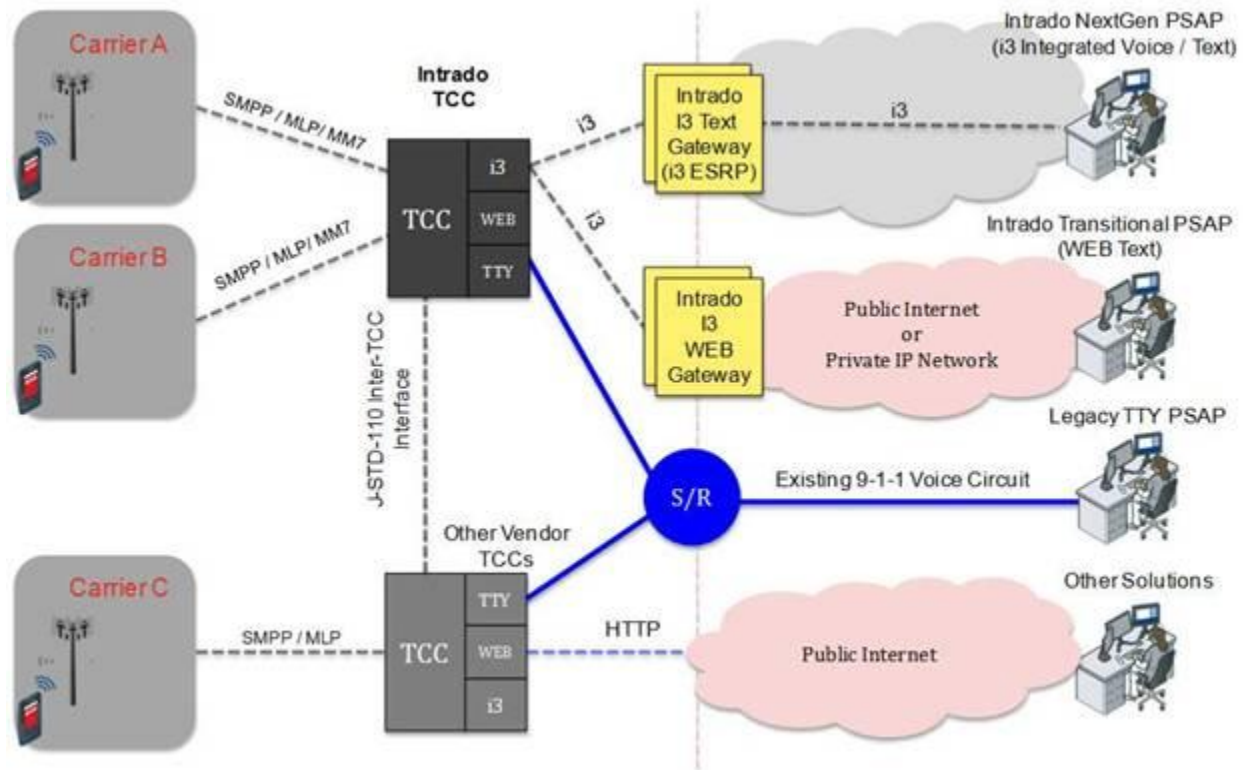 Carrier A
SMPP / MLP/ MM7
Intrado
TCC
TCC
i3
WEB
TTY
i3
i3
Intrado
I3 Text
Gateway
(i3 ESRP)
i3
Intrado NextGen PSAP
(i3 Integrated Voice / Text)
Carrier B
SMPP / MLP/ MM7
Intrado
I3
WEB
Gateway
Public Internet
or
Private IP Network
Intrado Transitional PSAP
(WEB Text)
J-STD-110 Inter-TCC
Interface
S/R
Existing 9-1-1 Voice Circuit
Legacy TTY PSAP
Carrier C
SMPP / MLP
Other Vendor
TCCs
TCC
TTY
WEB
i3
HTTP
Public Internet
Other Solutions